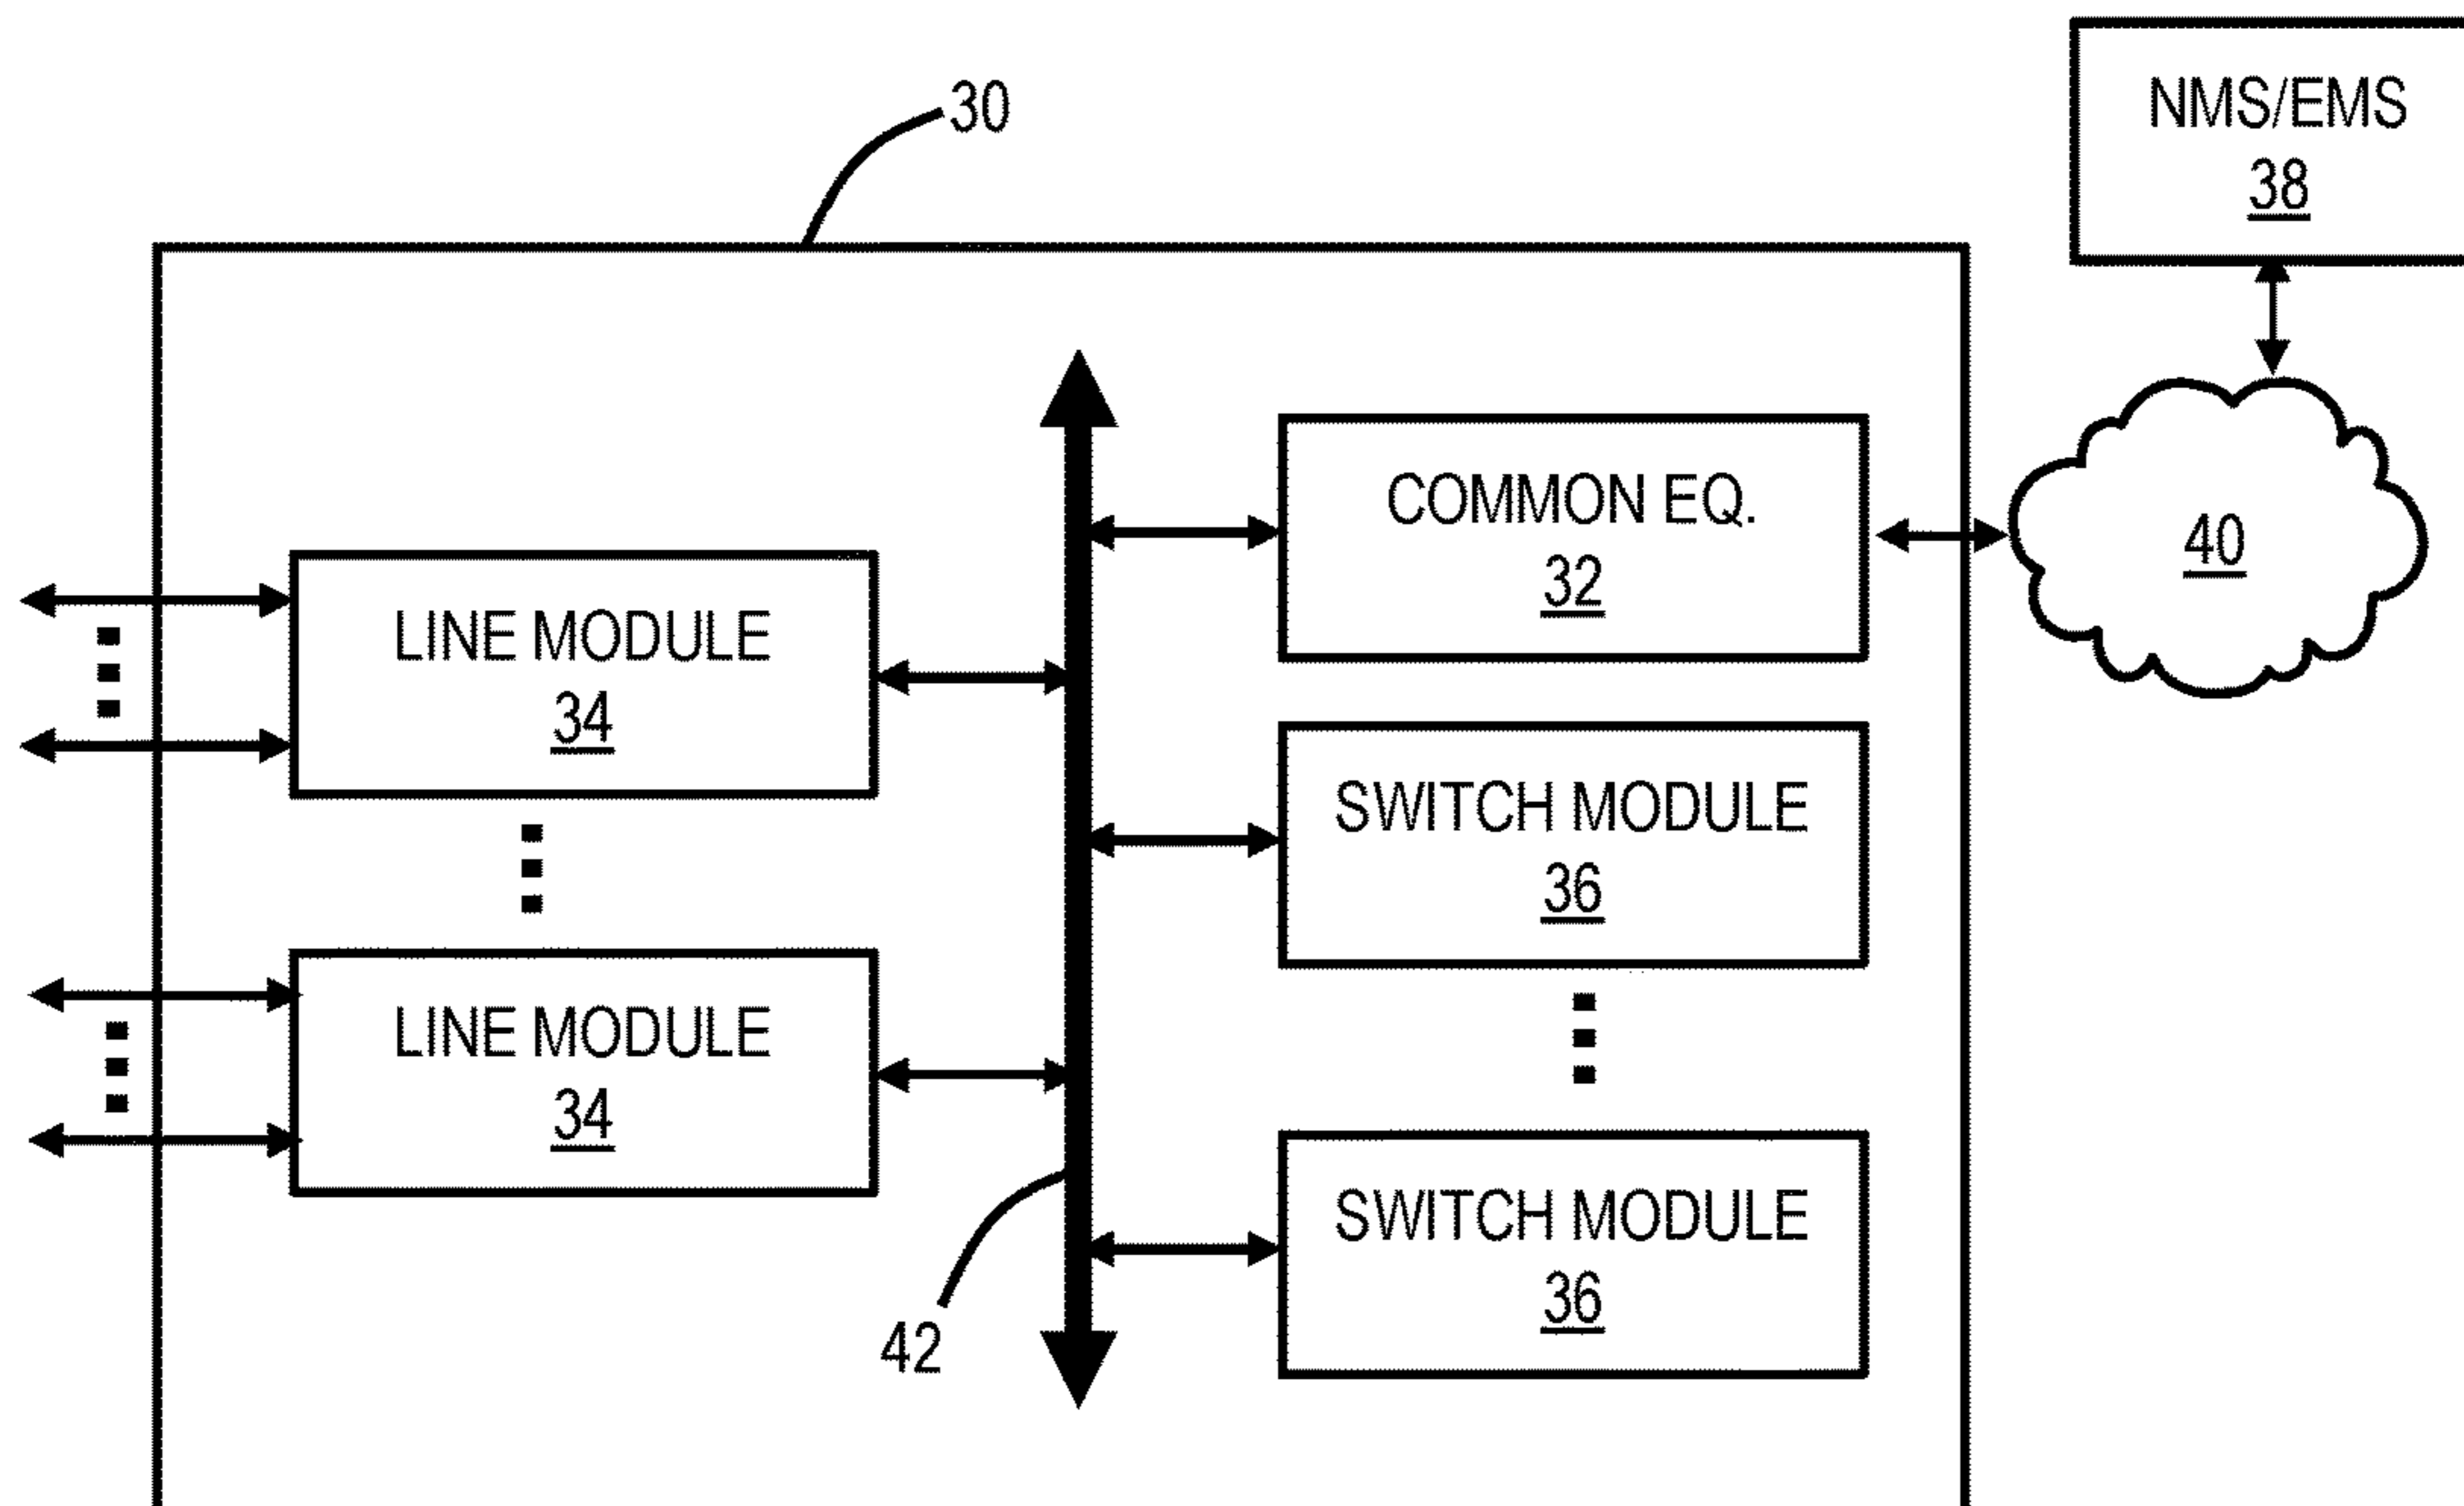 30
NMS/EMS
38
COMMON EQ.
32
40
LINE MODULE
34
SWITCH MODULE
36
LINE MODULE
34
SWITCH MODULE
36
42